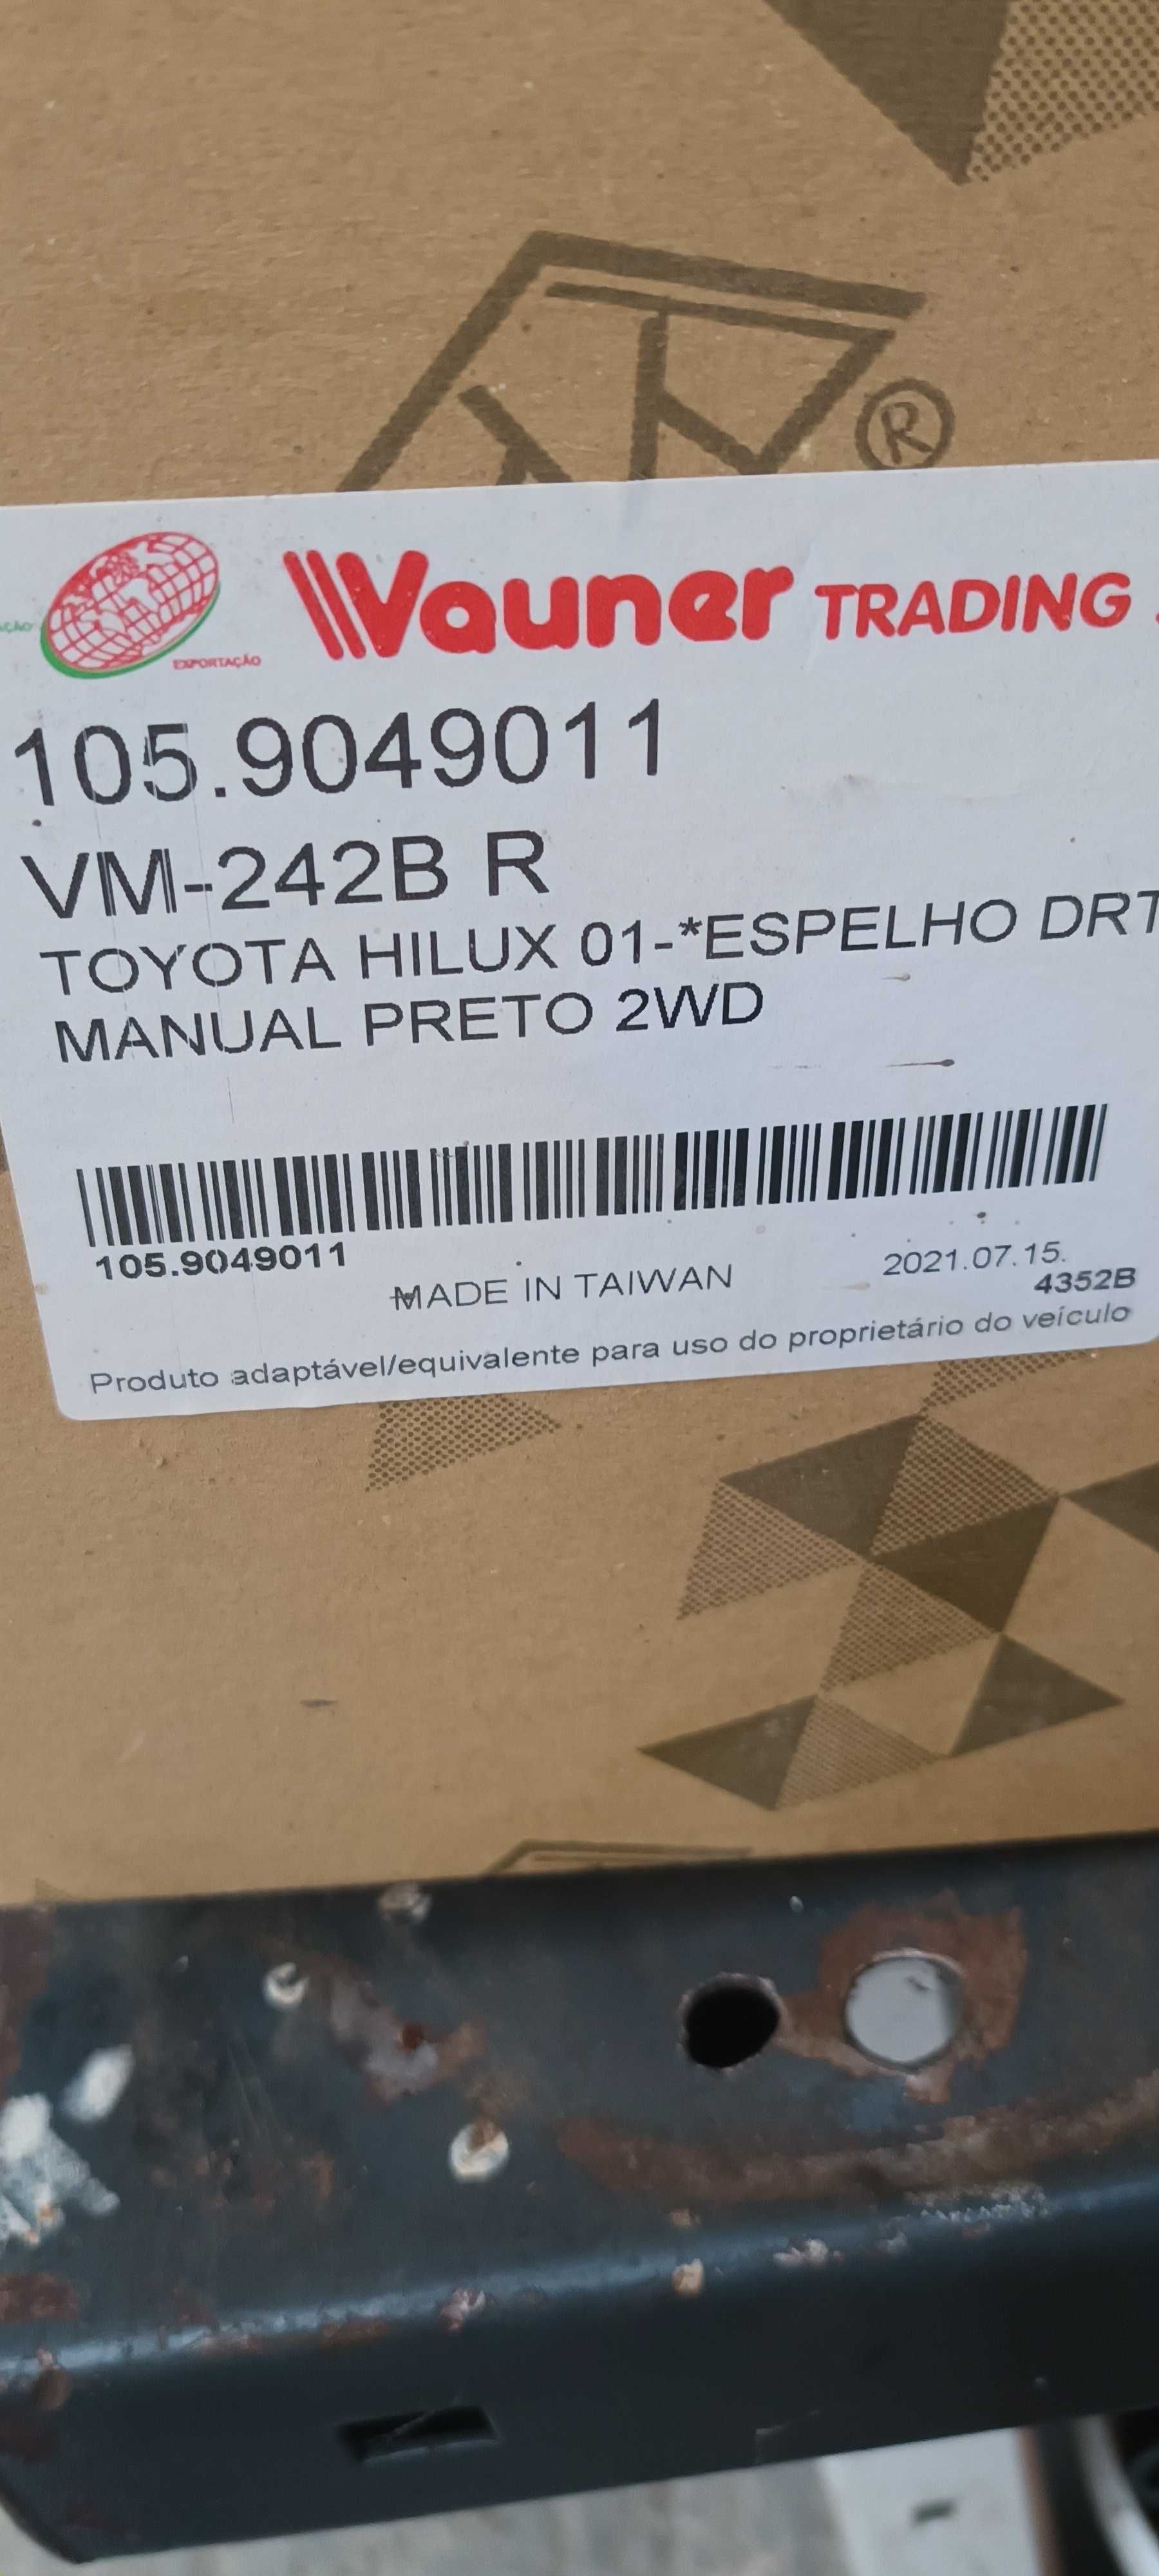 ®
EXPORTAÇÃO
Vauner TRADING
105.9049011
VM-242B R
TOYOTA HILUX 01-*ESPELHO DRT
MANUAL PRETO 2WD
105.9049011
MADE IN TAIWAN
2021.07.15.
4352B
Produto adaptável/equivalente para uso do proprietário do veículo